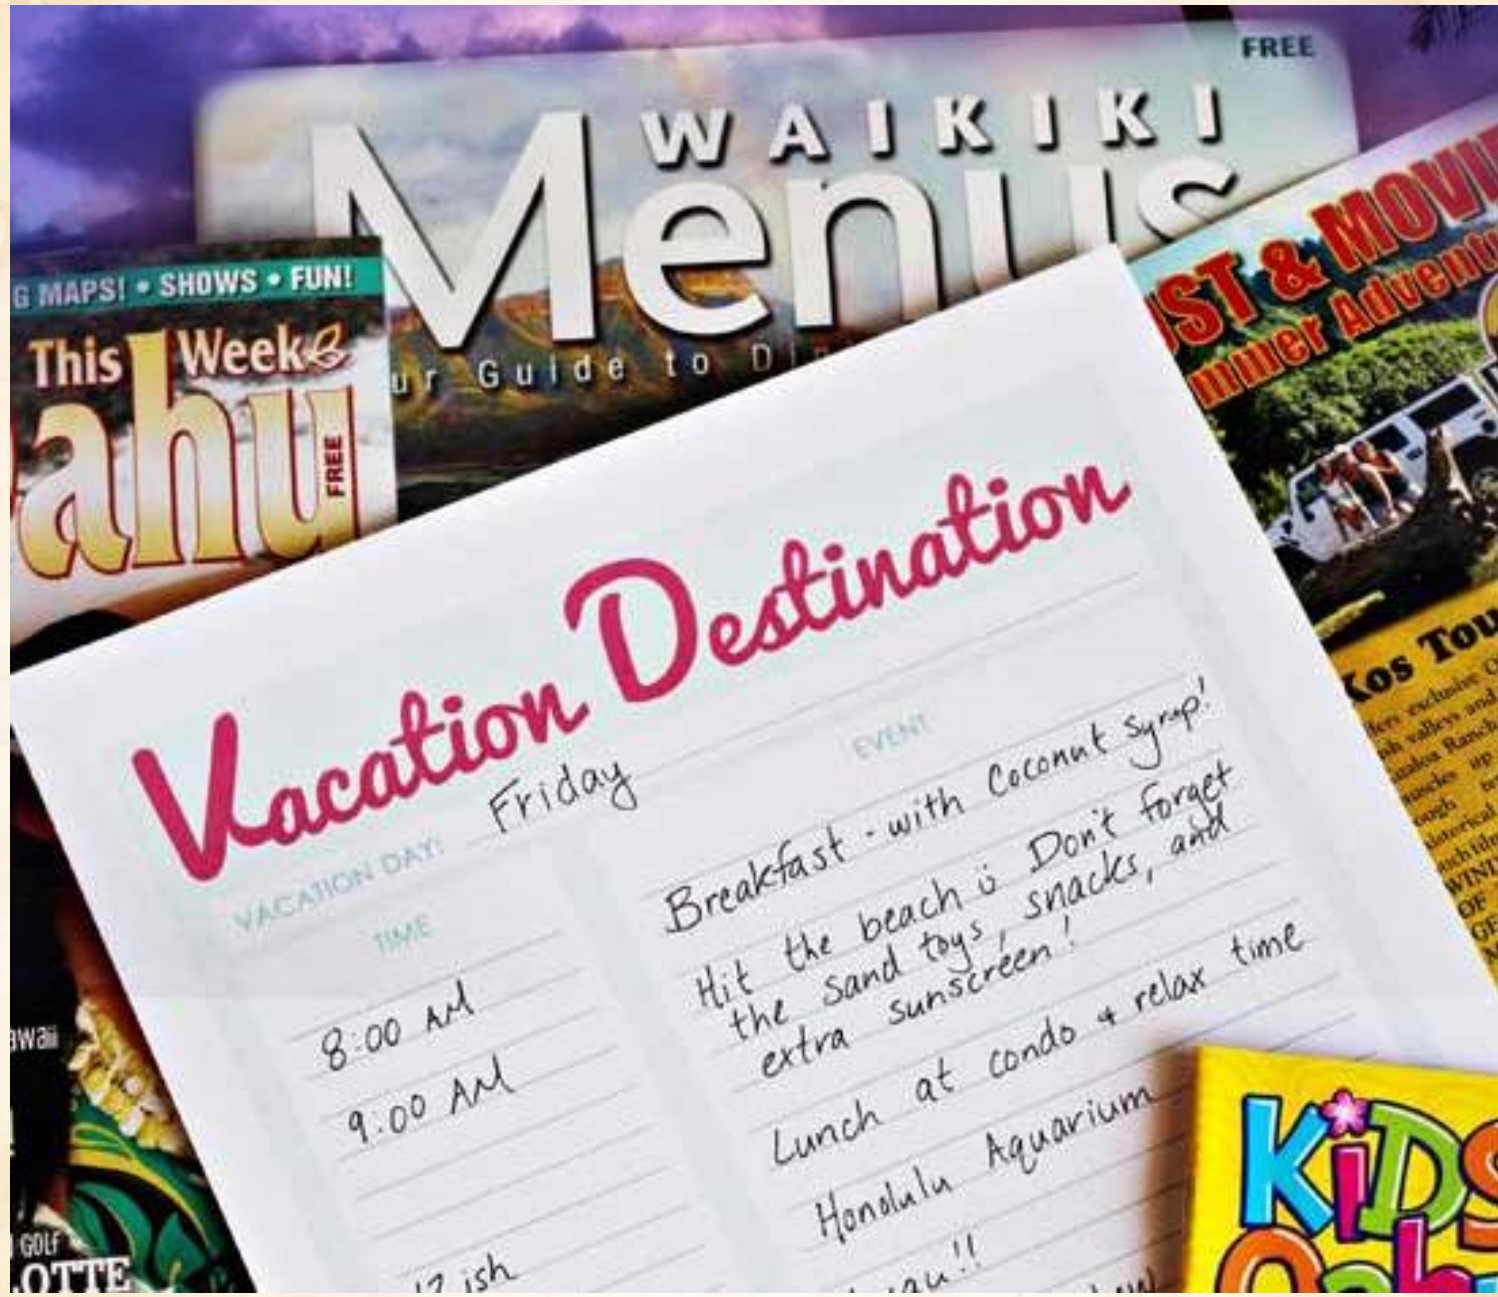 FREE
WAIKIKI
Menus
G MAPS! • SHOWS • FUN!
This Week
ahu
FREE
ur Guide to
ST & MOVI
mmer Adventu
Kos Tou
Vacation Destination
VACATION DAY: Friday
TIME
EVENT
8:00 AM
Breakfast - with Coconut syrup!
9:00 AM
Hit the beach ü Don't forget
the sand toys, snacks, and
extra sunscreen!
12 ish
Lunch at condo & relax time
Honolulu Aquarium
awaii
GOLF
OTTE
KiDS
Oahu